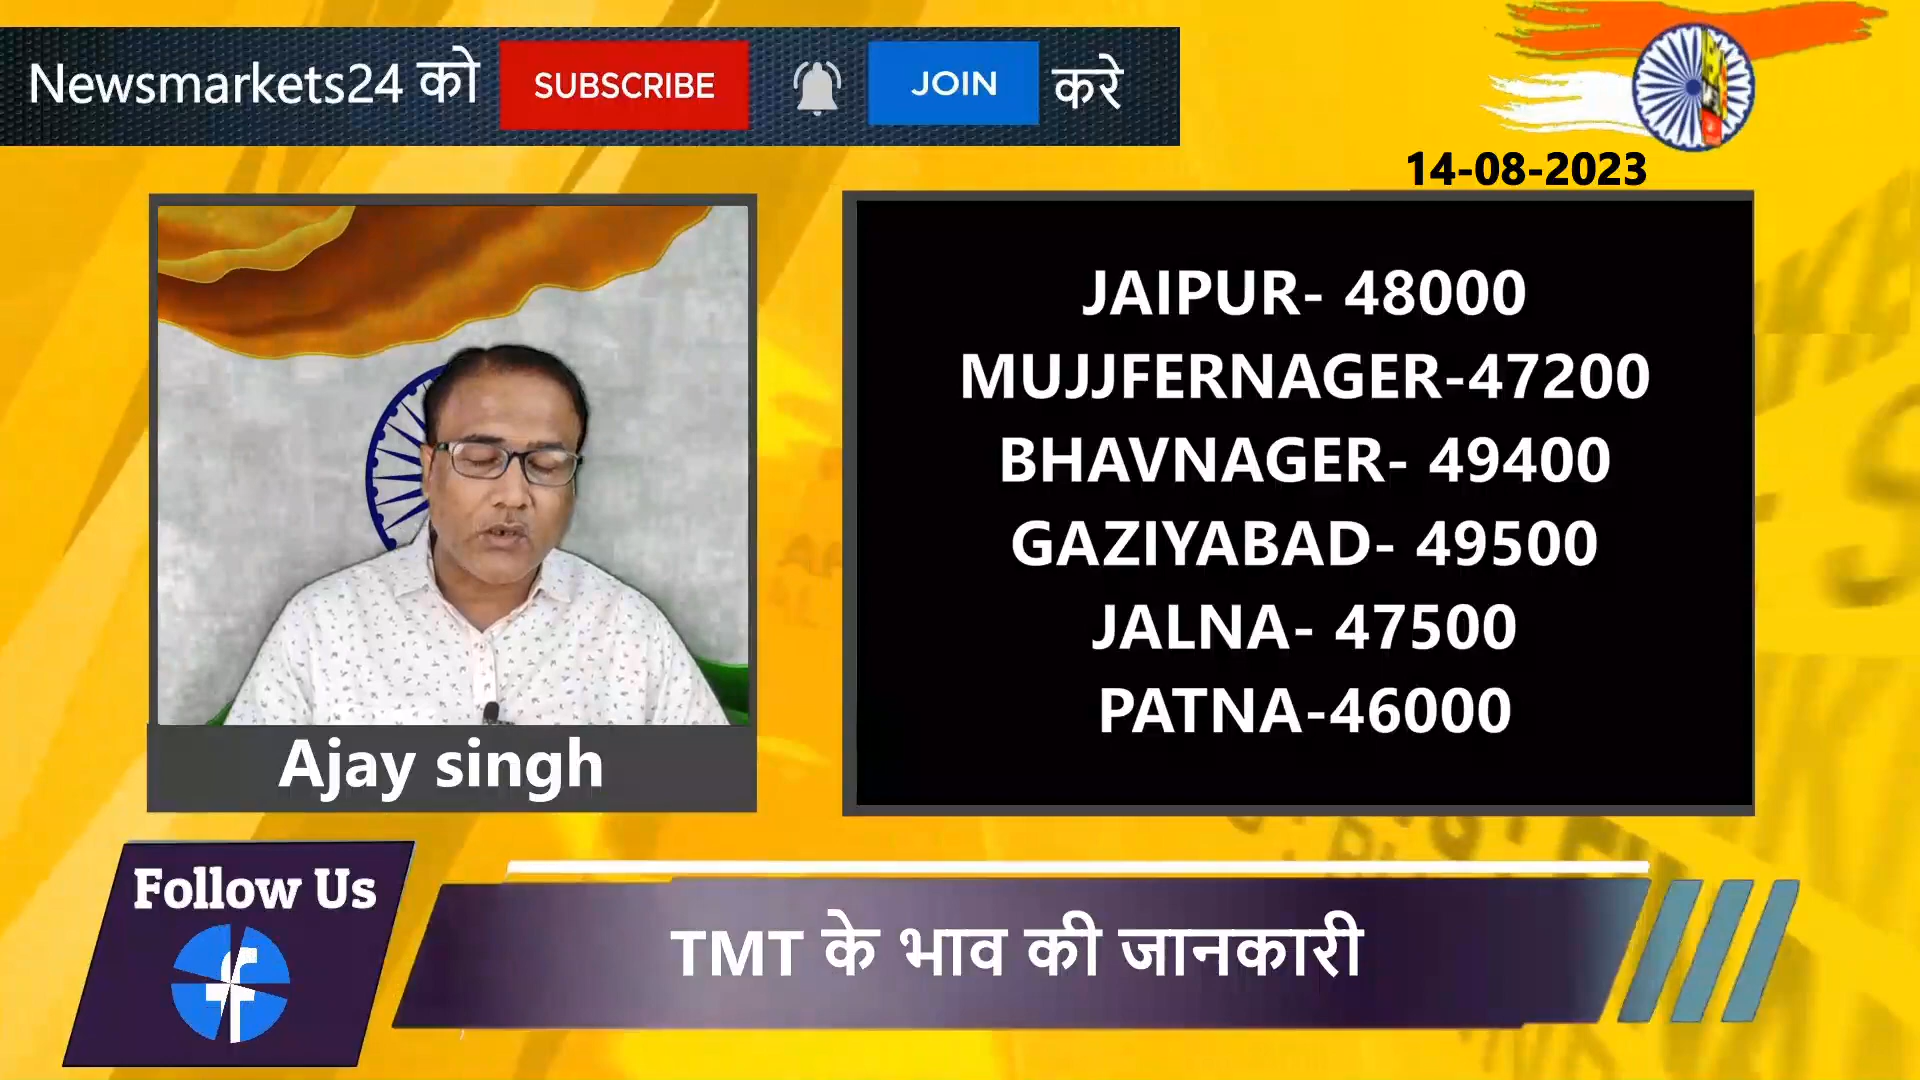 Newsmarkets24 को SUBSCRIBE JOIN करे
14-08-2023
JAIPUR- 48000
MUJJFERNAGER-47200
BHAVNAGER- 49400
GAZIYABAD- 49500
JALNA- 47500
PATNA-46000
Ajay singh
Follow Us
TMT के भाव की जानकारी